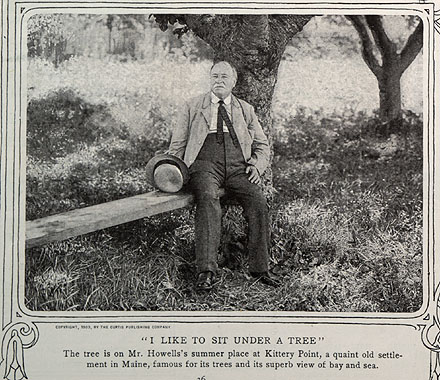 COPYRIGHT, 1903, BY THE CURTIS PUBLISHING COMPANY
"I LIKE TO SIT UNDER A TREE"
The tree is on Mr. Howells's summer place at Kittery Point, a quaint old settle-
ment in Maine, famous for its trees and its superb view of bay and sea.